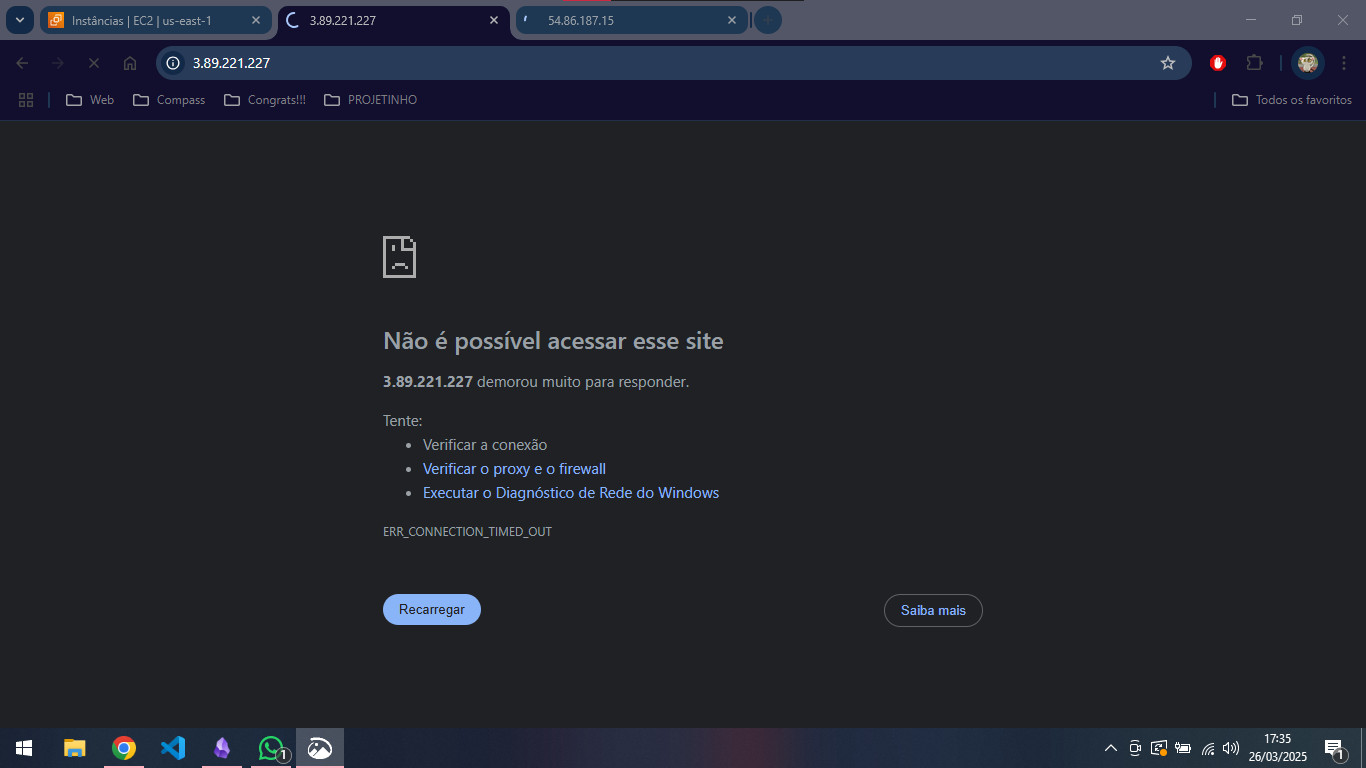 Instâncias | EC2 | us-east-1
3.89.221.227
54.86.187.15
3.89.221.227
Web
Compass
Congrats!!!
PROJETINHO
Todos os favoritos
Não é possível acessar esse site
3.89.221.227 demorou muito para responder.
Tente:
Verificar a conexão
Verificar o proxy e o firewall
Executar o Diagnóstico de Rede do Windows
ERR_CONNECTION_TIMED_OUT
Recarregar
Saiba mais
1
17:35
26/03/2025
1